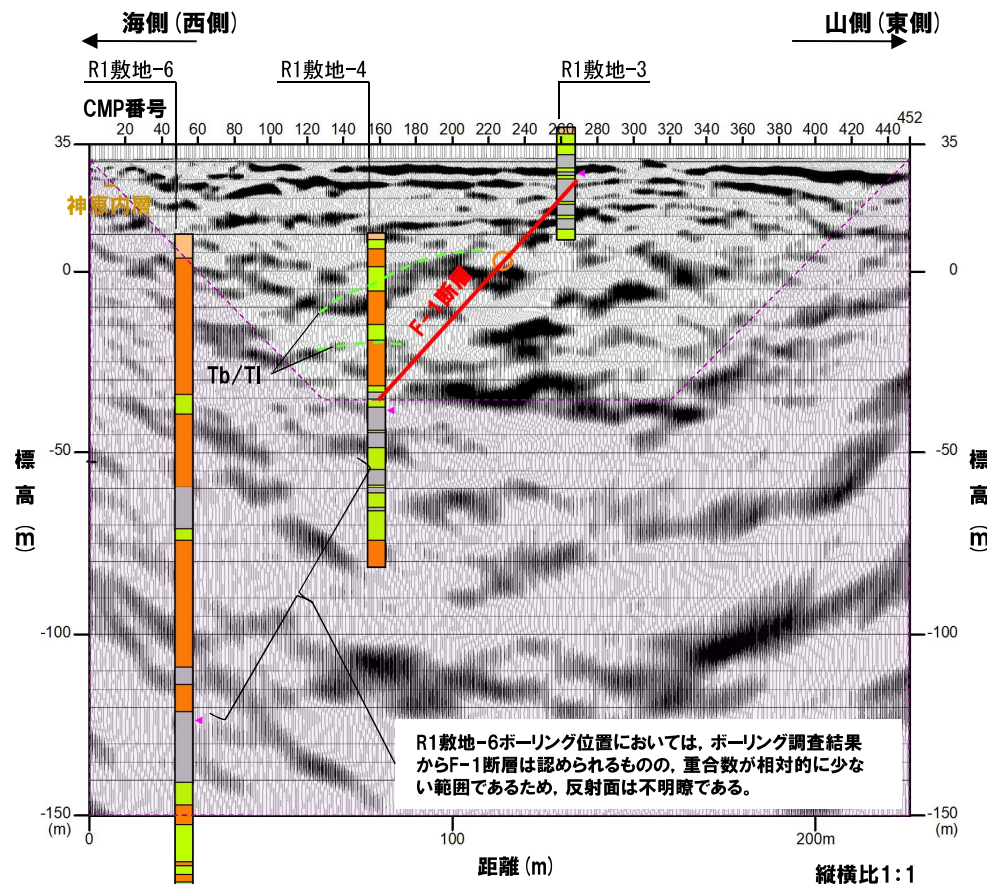 海側(西側)
山側(東側)
R1敷地-6
R1敷地-4
R1敷地-3
CMP番号
452
20 40 60 80 100 120 140 160 180 200 220 240 260 280 300 320 340 360 380 400 420 440
35
35
神恵内層
0
0
F-1断層
Tb/Tl
-50
-50
標高(m)
標高(m)
-100
-100
R1敷地-6ボーリング位置においては,ボーリング調査結果
からF-1断層は認められるものの,重合数が相対的に少な
い範囲であるため,反射面は不明瞭である。
-150
(m)
-150
(m)
0
100
200m
距離(m)
縦横比1:1